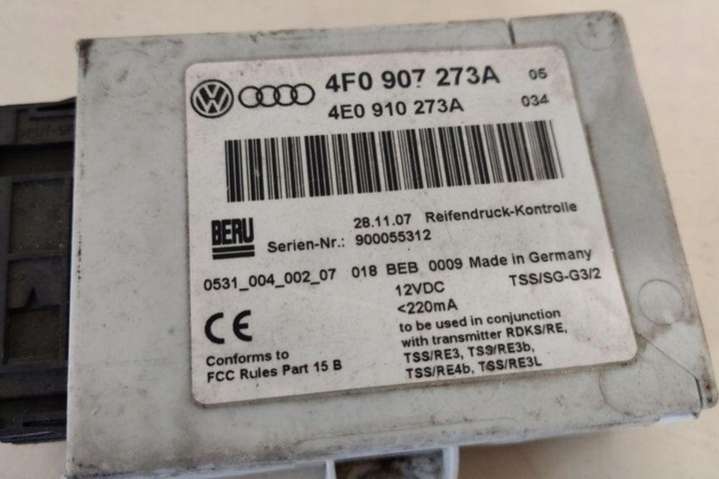 4F0 907 273A 05
4E0 910 273A 034
BERU
28.11.07 Reifendruck-Kontrolle
Serien-Nr.: 900055312
0531_004_002_07 018 BEB 0009 Made in Germany
12VDC TSS/SG-G3/2
<220mA
CE
to be used in conjunction
with transmitter RDKS/RE,
TSS/RE3, TSS/RE3b,
TSS/RE4b, TSS/RE3L
Conforms to
FCC Rules Part 15 B